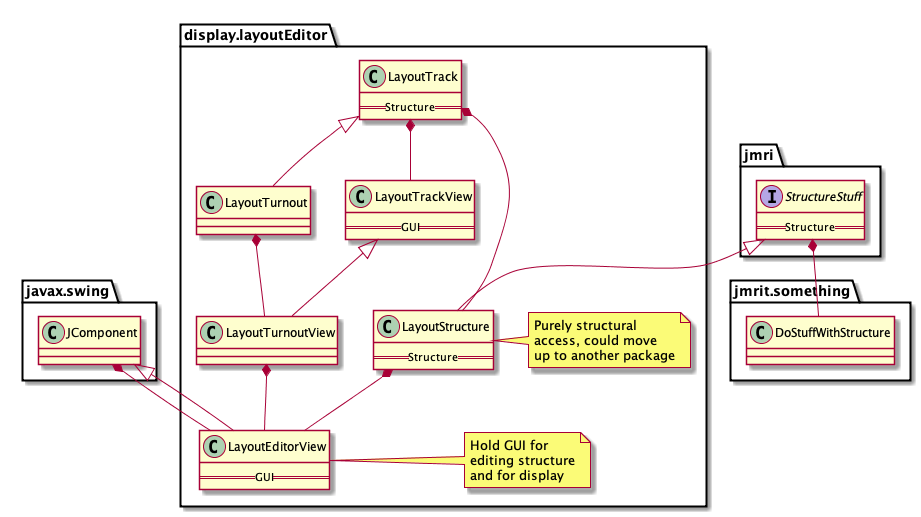 display.layoutEditor
C LayoutTrack
Structure
jmri
I StructureStuff
Structure
C LayoutTurnout
C LayoutTrackView
GUI
javax.swing
C JComponent
jmrit.something
C DoStuffWithStructure
C LayoutTurnoutView
C LayoutStructure
Structure
Purely structural
access, could move
up to another package
C LayoutEditorView
GUI
Hold GUI for
editing structure
and for display